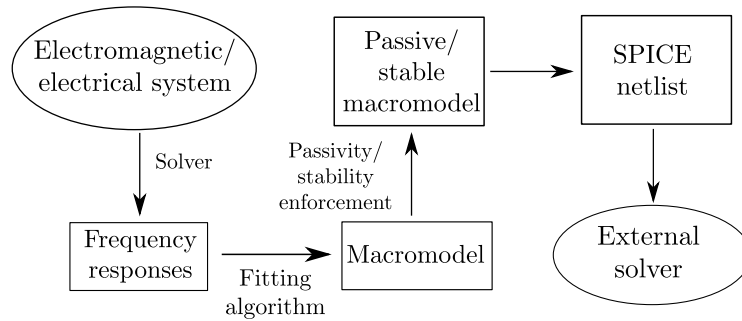 Electromagnetic/
electrical system
Solver
Frequency
responses
Fitting
algorithm
Macromodel
Passivity/
stability
enforcement
Passive/
stable
macromodel
SPICE
netlist
External
solver